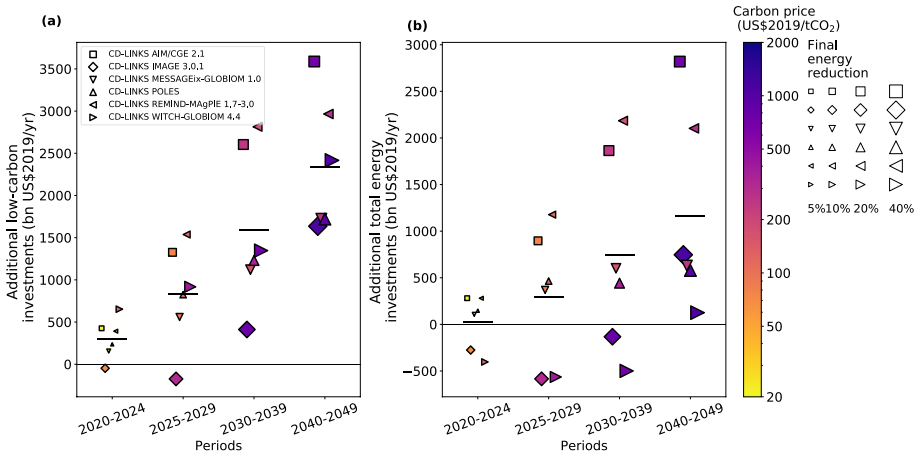 (a)
Additional low-carbon
investments (bn US$2019/yr)
3500
3000
2500
2000
1500
1000
500
0
CD-LINKS AIM/CGE 2.1
CD-LINKS IMAGE 3.0.1
CD-LINKS MESSAGEix-GLOBIOM 1.0
CD-LINKS POLES
CD-LINKS REMIND-MAgPIE 1.7-3.0
CD-LINKS WITCH-GLOBIOM 4.4
2020-2024
2025-2029
2030-2039
2040-2049
Periods
(b)
Additional total energy
investments (bn US$2019/yr)
3000
2500
2000
1500
1000
500
0
−500
2020-2024
2025-2029
2030-2039
2040-2049
Periods
Carbon price
(US$2019/tCO₂)
2000
1000
500
200
100
50
20
Final
energy
reduction
5%10% 20% 40%